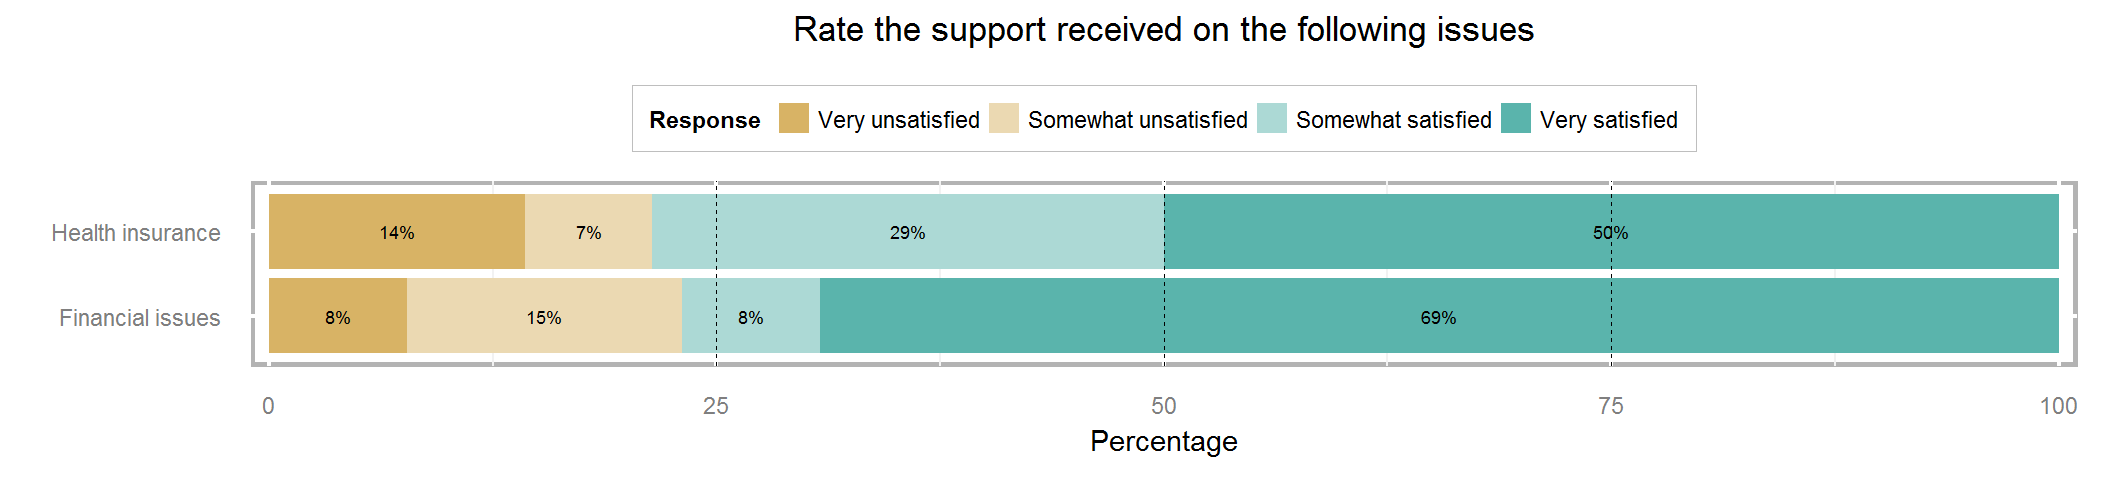 Rate the support received on the following issues
Response Very unsatisfied Somewhat unsatisfied Somewhat satisfied Very satisfied
Health insurance 14% 7% 29% 50%
Financial issues 8% 15% 8% 69%
0 25 50 75 100
Percentage